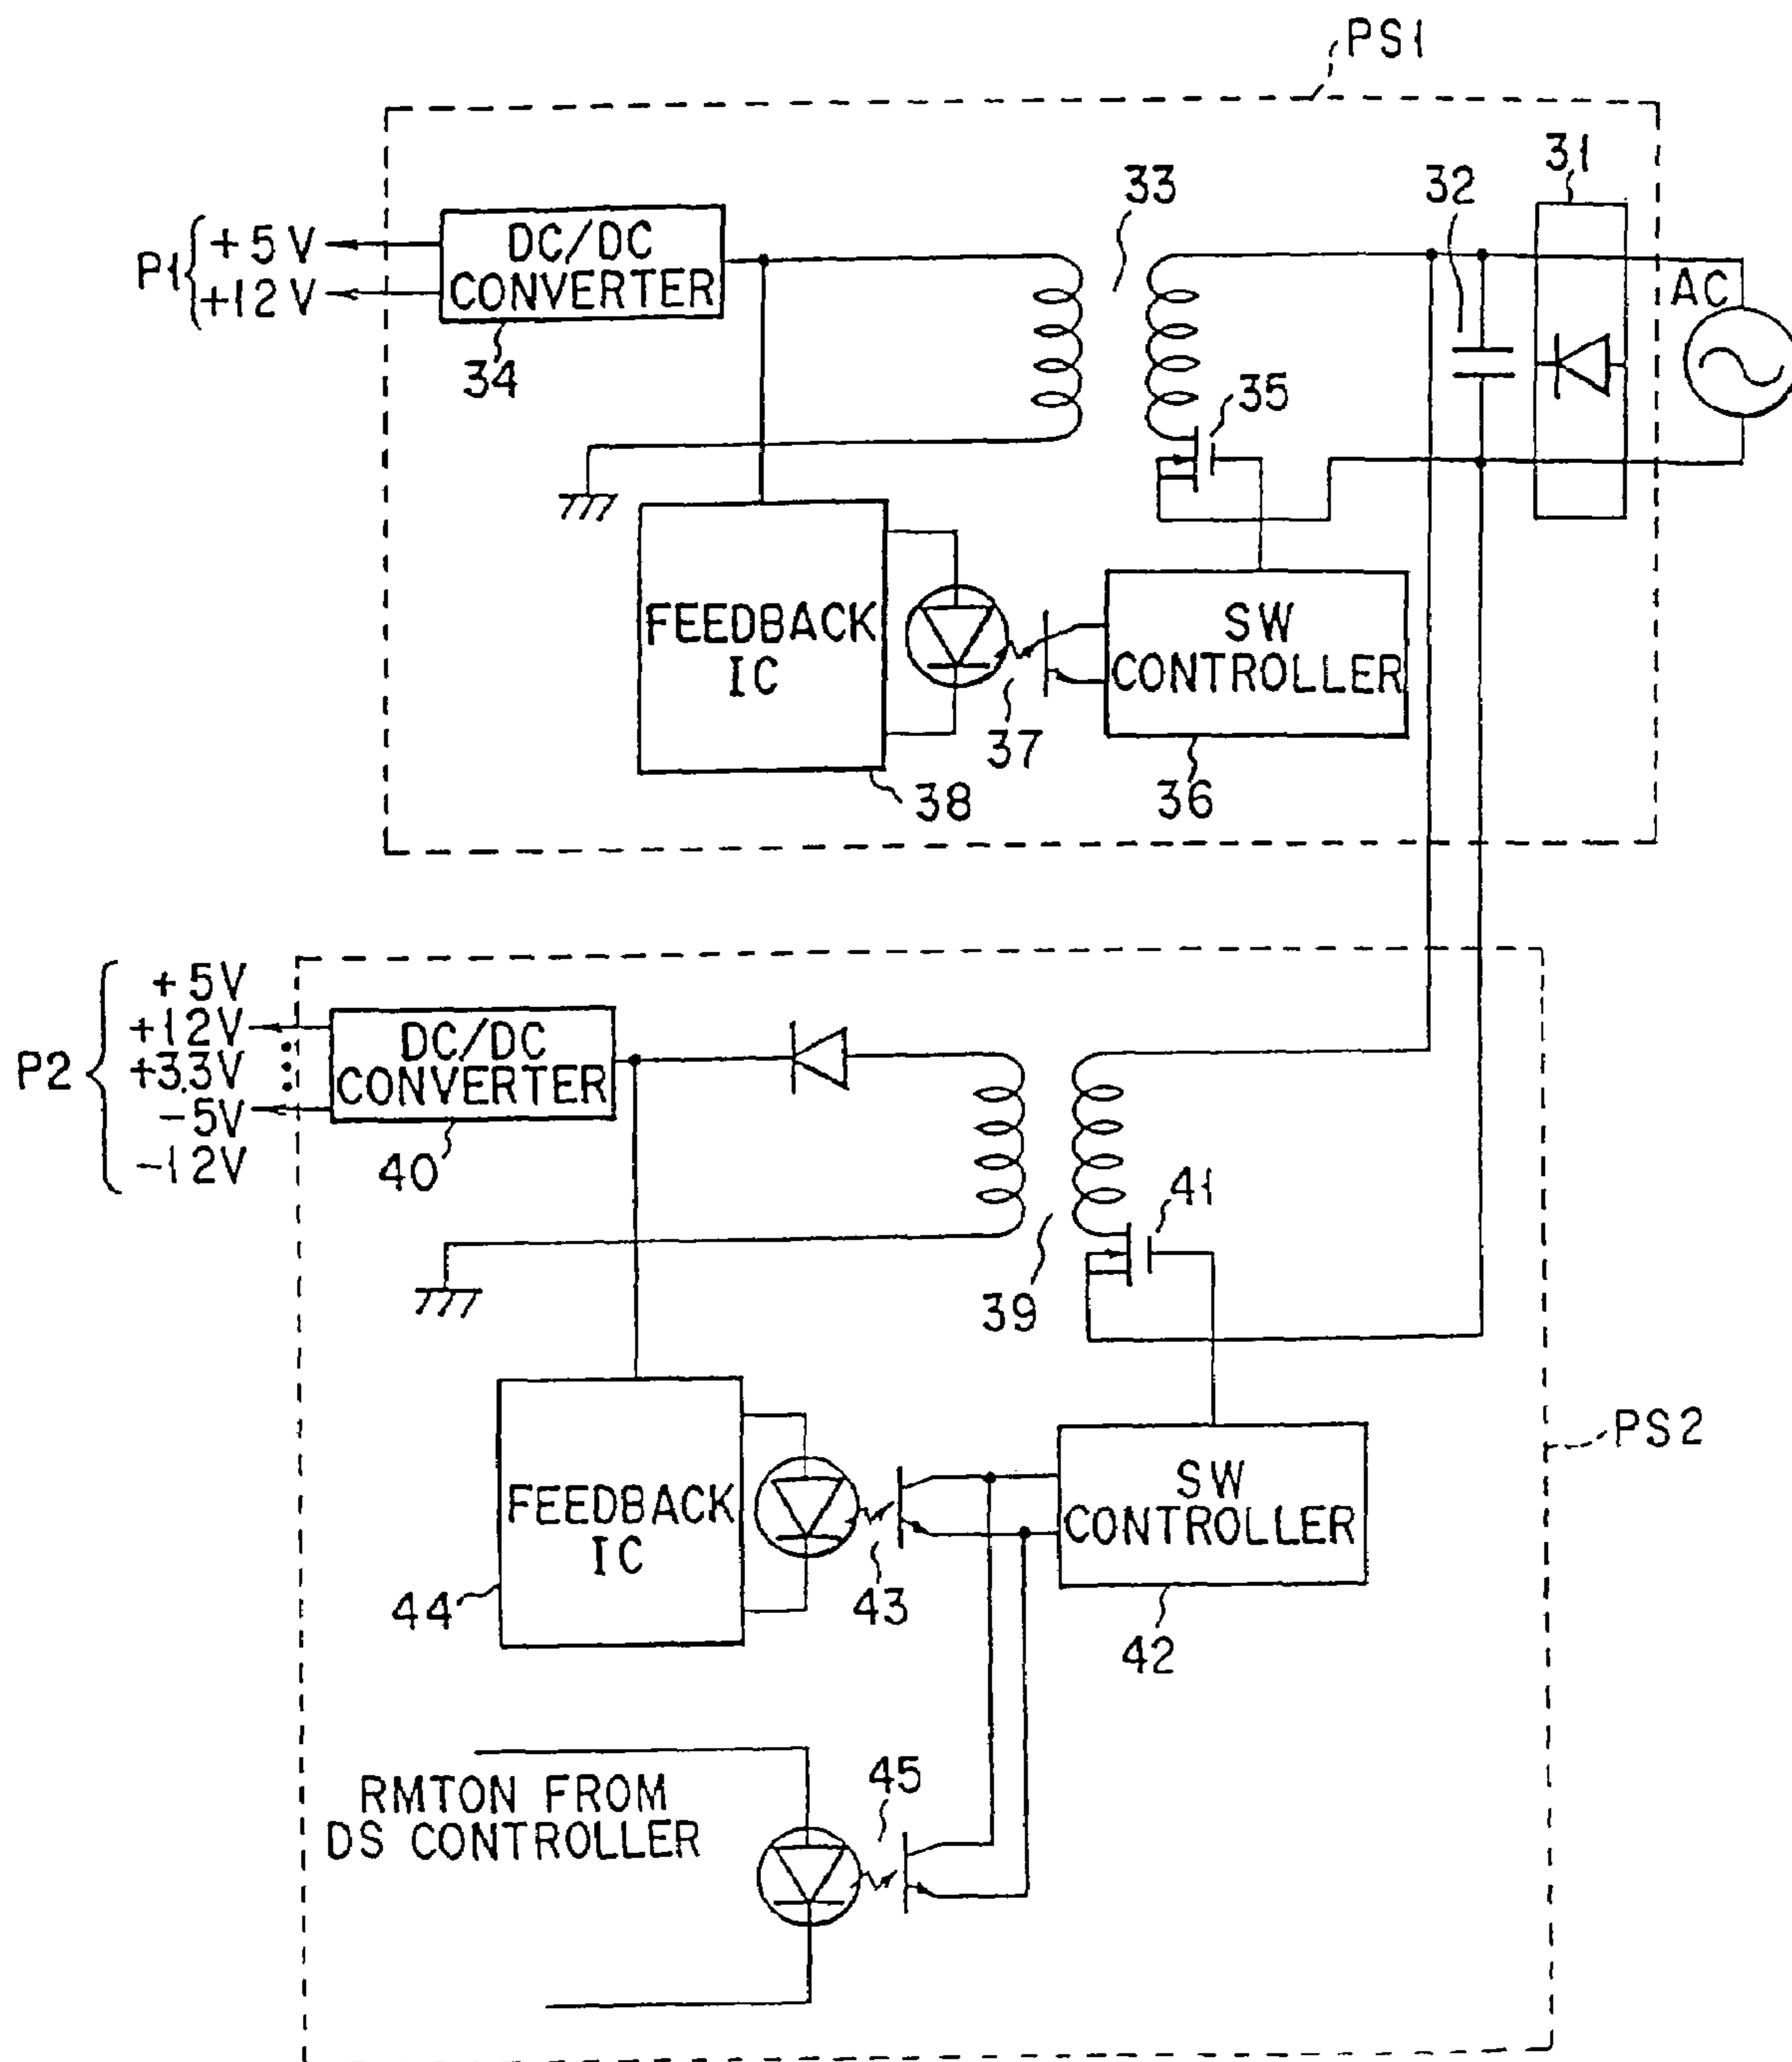 PS1
31
32
33
P1
+5V
+12V
DC/DC
CONVERTER
34
AC
35
FEEDBACK
IC
SW
CONTROLLER
37
36
38
P2
+5V
+12V
+3.3V
-5V
-12V
DC/DC
CONVERTER
40
41
39
PS2
FEEDBACK
IC
SW
CONTROLLER
44
43
42
RMTON FROM
DS CONTROLLER
45